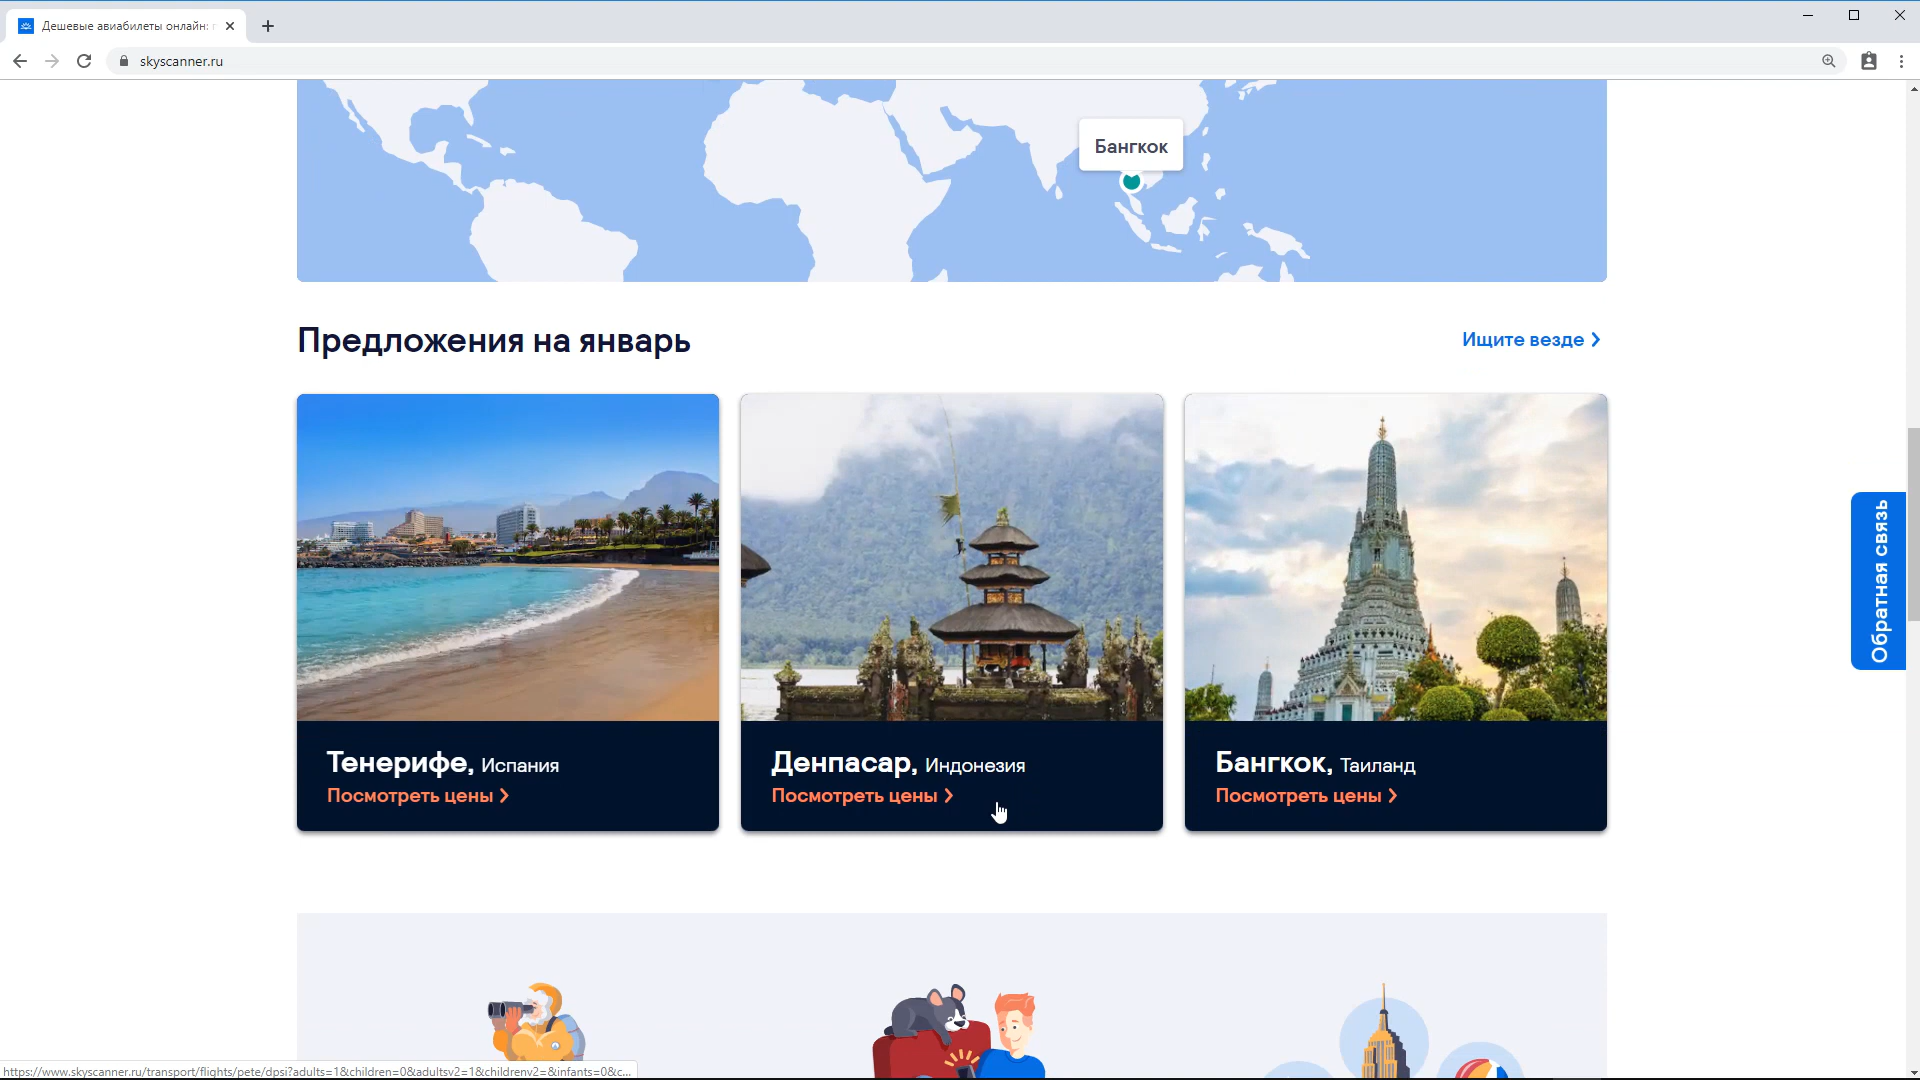 Дешевые авиабилеты онлайн:
skyscanner.ru
Бангкок
Предложения на январь
Ищите везде
Тенерифе, Испания
Посмотреть цены
Денпасар, Индонезия
Посмотреть цены
Бангкок, Таиланд
Посмотреть цены
Обратная связь
https://www.skyscanner.ru/transport/flights/pete/dpsi?adults=1&children=0&adultsv2=1&childrenv2=&infants=0&c...